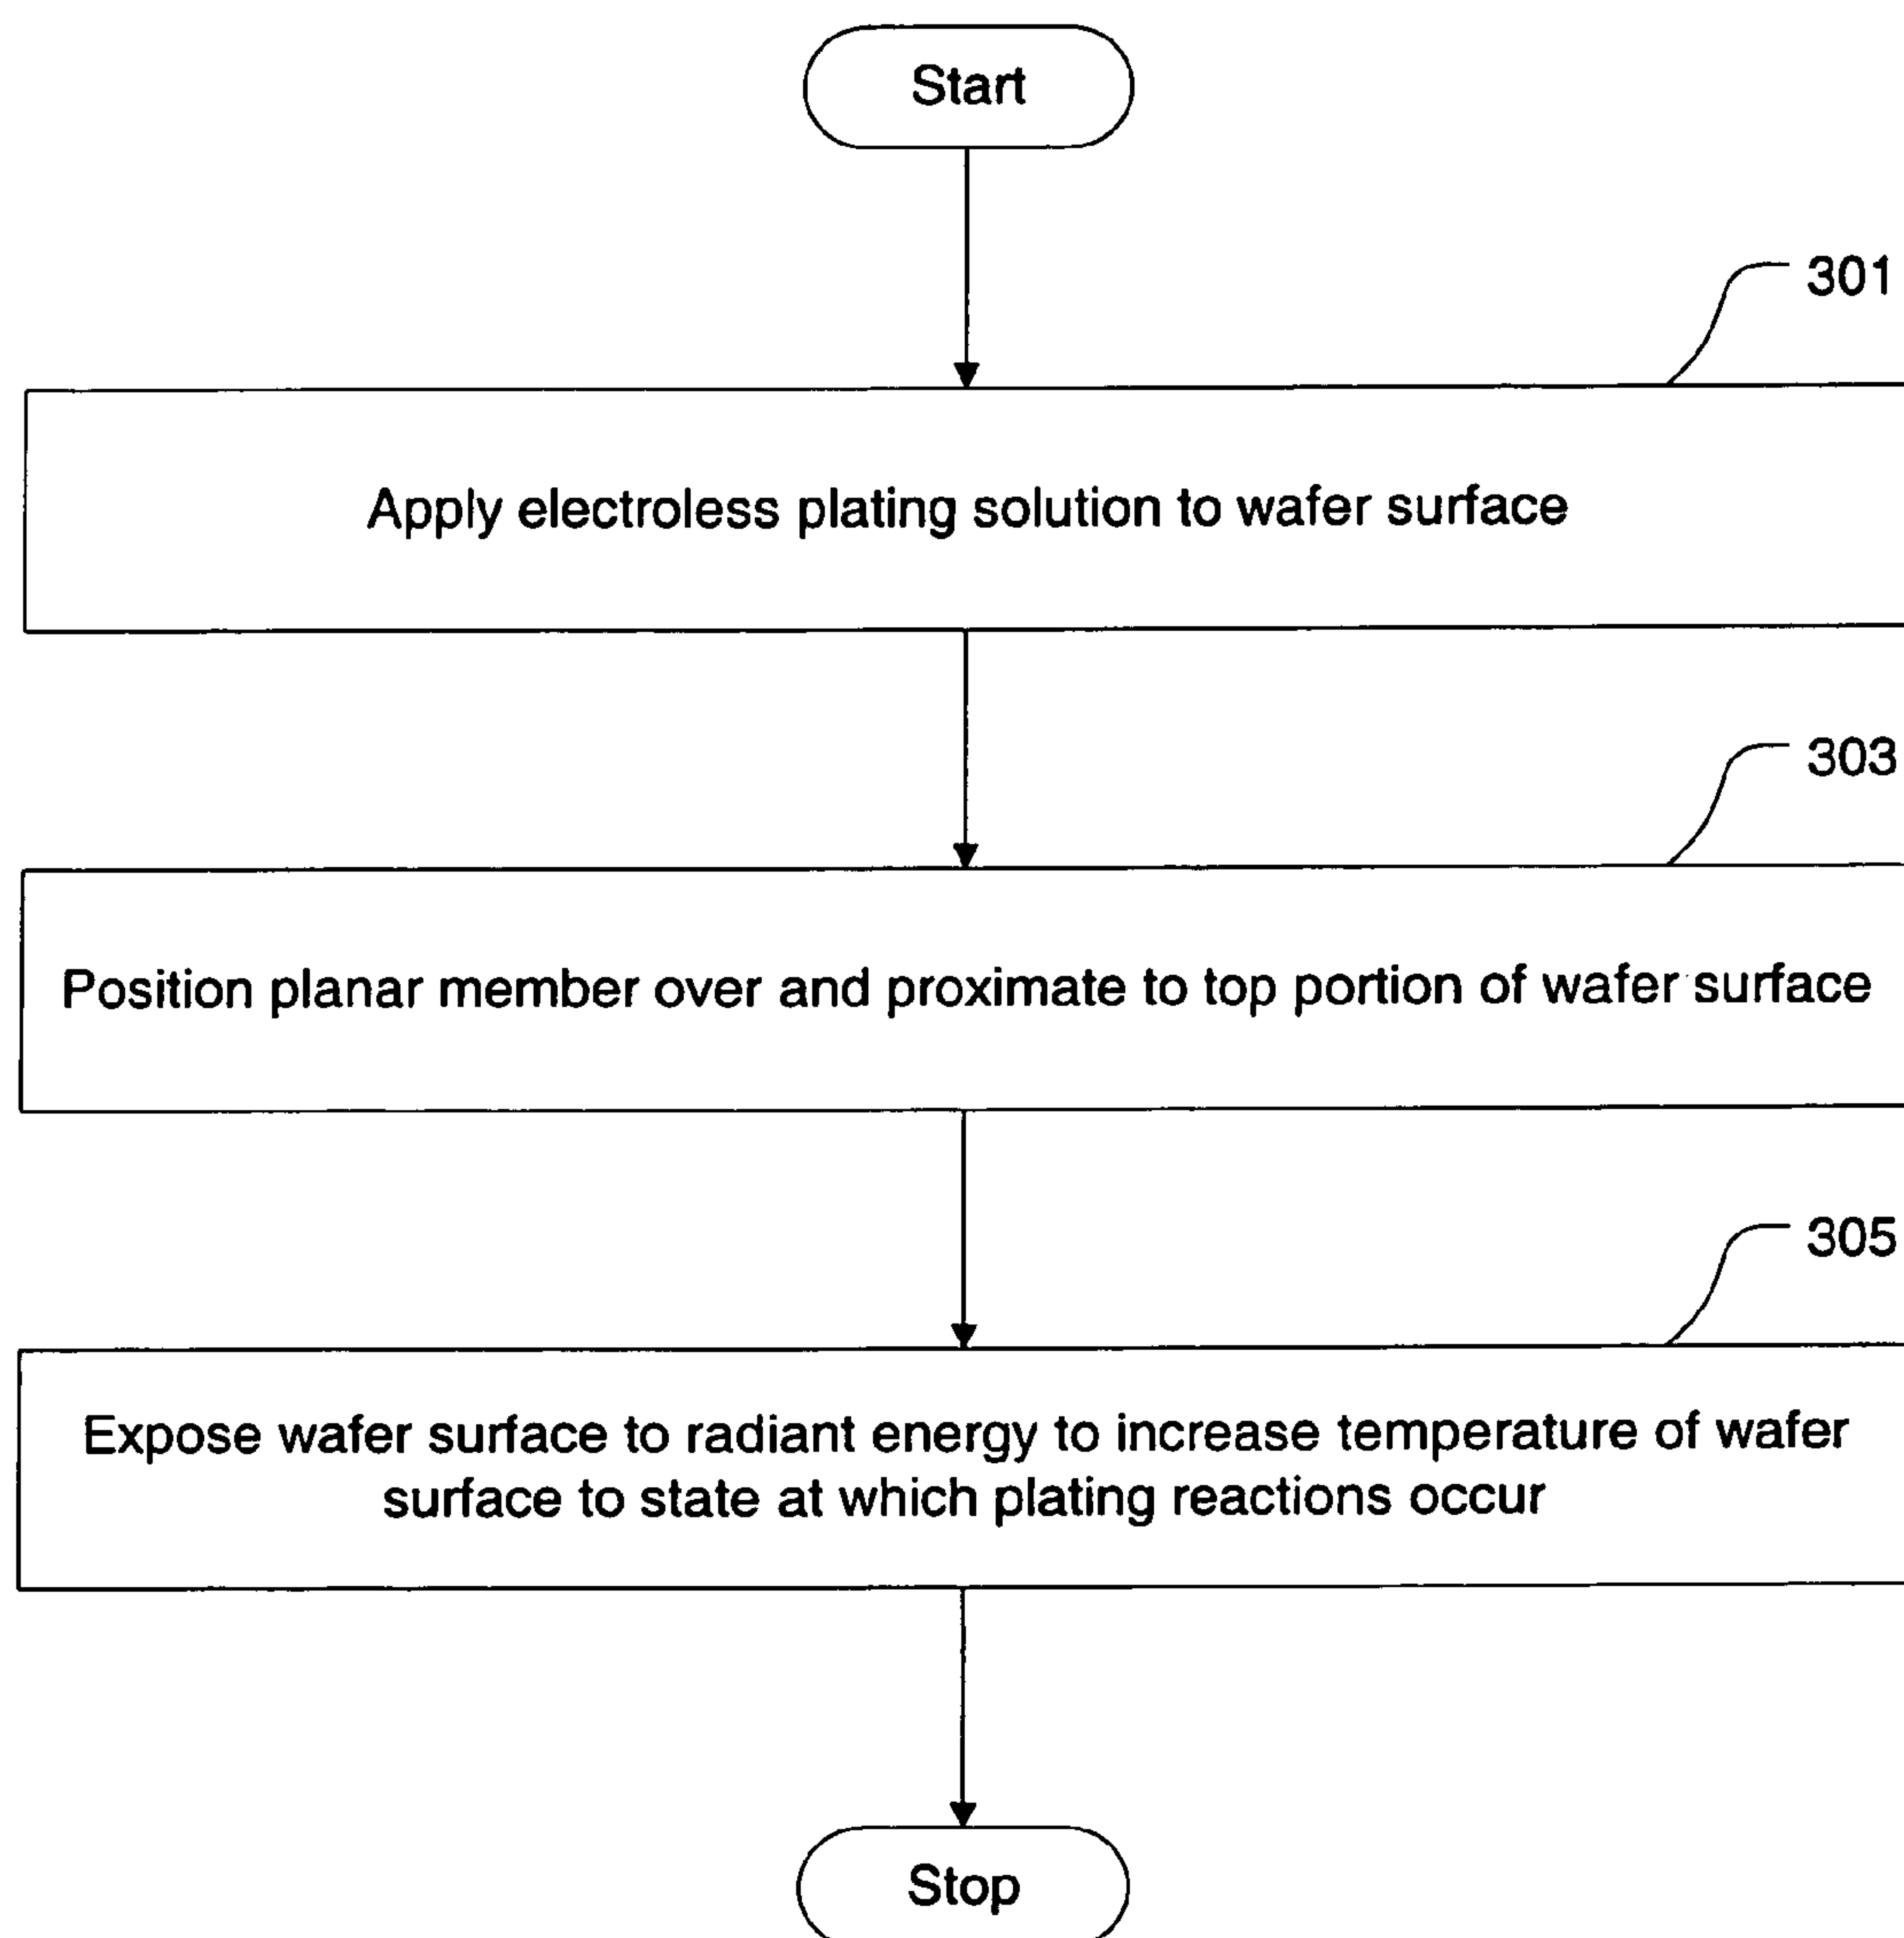 Start
301
Apply electroless plating solution to wafer surface
303
Position planar member over and proximate to top portion of wafer surface
305
Expose wafer surface to radiant energy to increase temperature of wafer
surface to state at which plating reactions occur
Stop